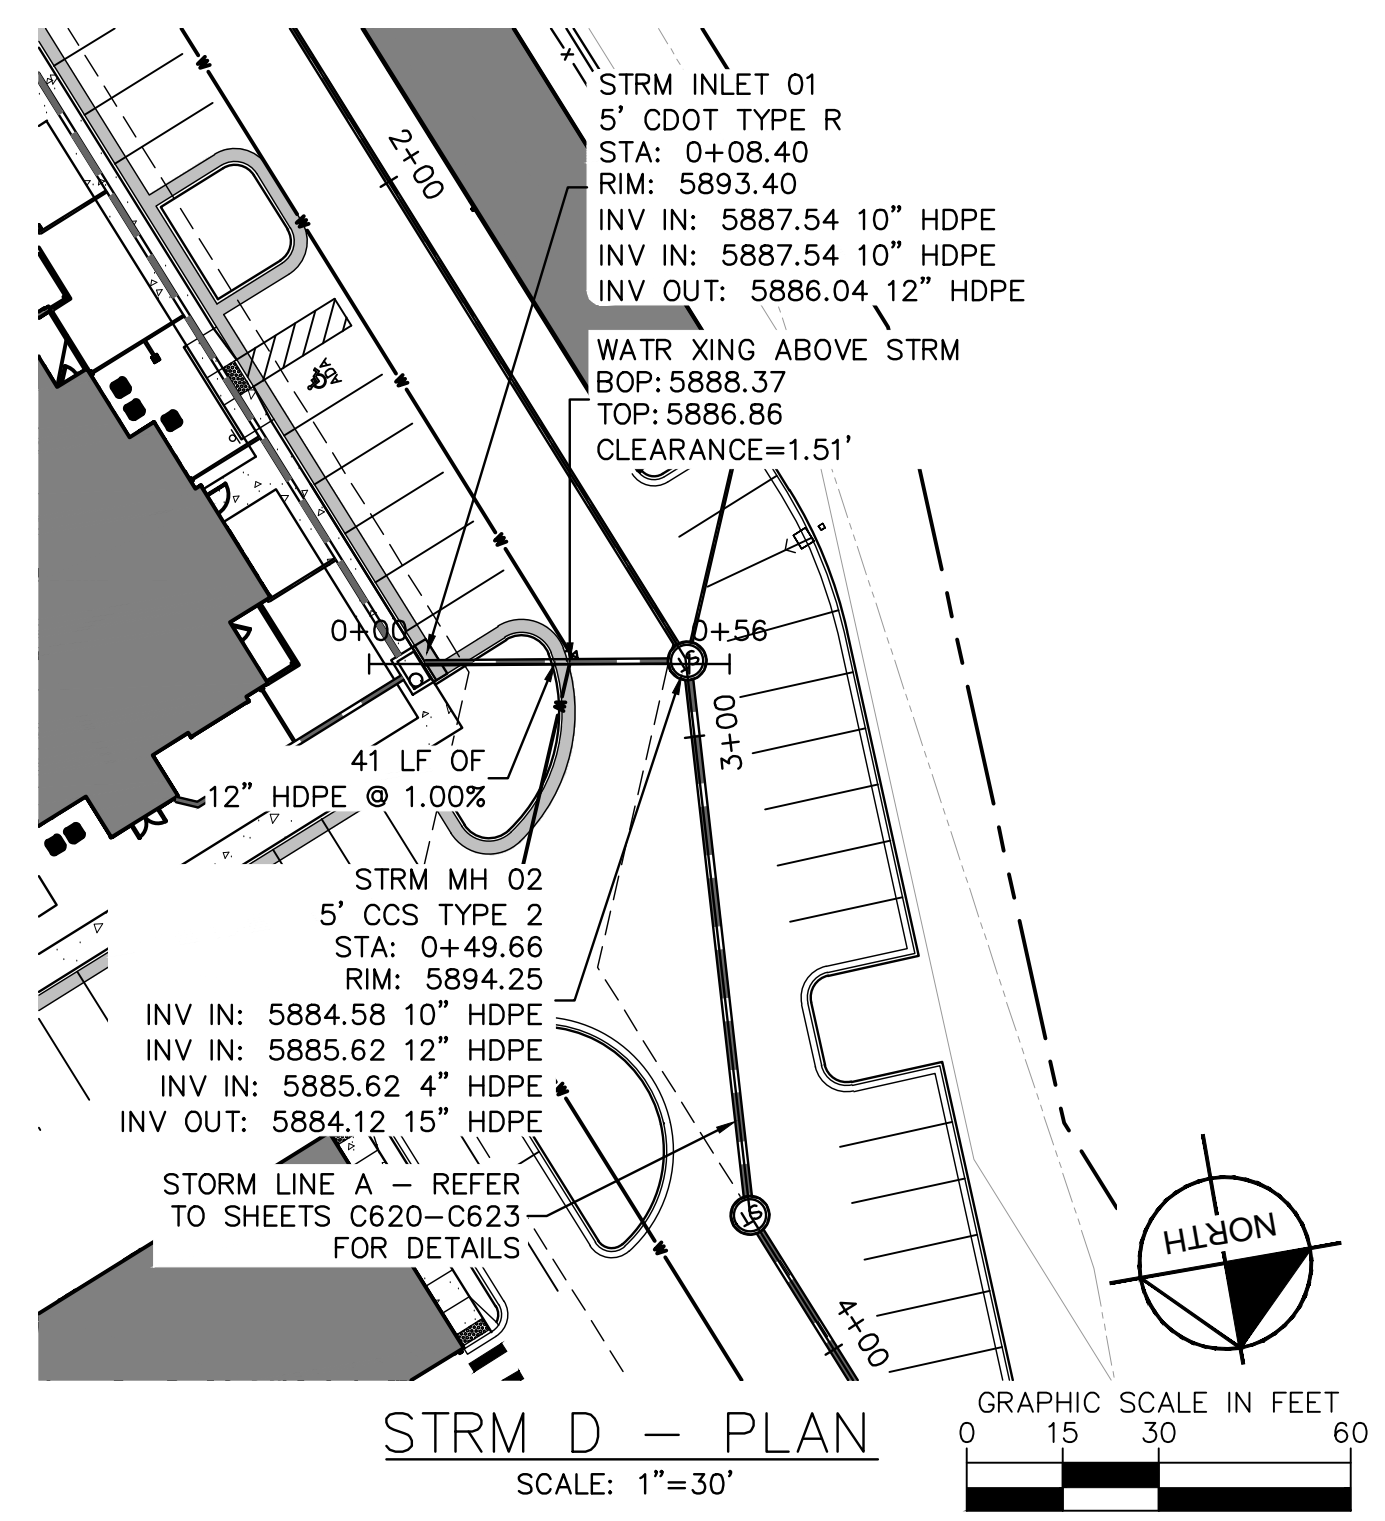 STRM INLET 01
5' CDOT TYPE R
STA: 0+08.40
RIM: 5893.40
INV IN: 5887.54 10" HDPE
INV IN: 5887.54 10" HDPE
INV OUT: 5886.04 12" HDPE
2+00
WATR XING ABOVE STRM
BOP: 5888.37
TOP: 5886.86
CLEARANCE=1.51'
ADA
W
W
W
W
W
W
W
W
X
0+00
0+56
3+00
41 LF OF
12" HDPE @ 1.00%
STRM MH 02
5' CCS TYPE 2
STA: 0+49.66
RIM: 5894.25
INV IN: 5884.58 10" HDPE
INV IN: 5885.62 12" HDPE
INV IN: 5885.62 4" HDPE
INV OUT: 5884.12 15" HDPE
STORM LINE A – REFER
TO SHEETS C620–C623
FOR DETAILS
ST
4+00
NORTH
STRM D – PLAN
SCALE: 1"=30'
GRAPHIC SCALE IN FEET
0 15 30 60